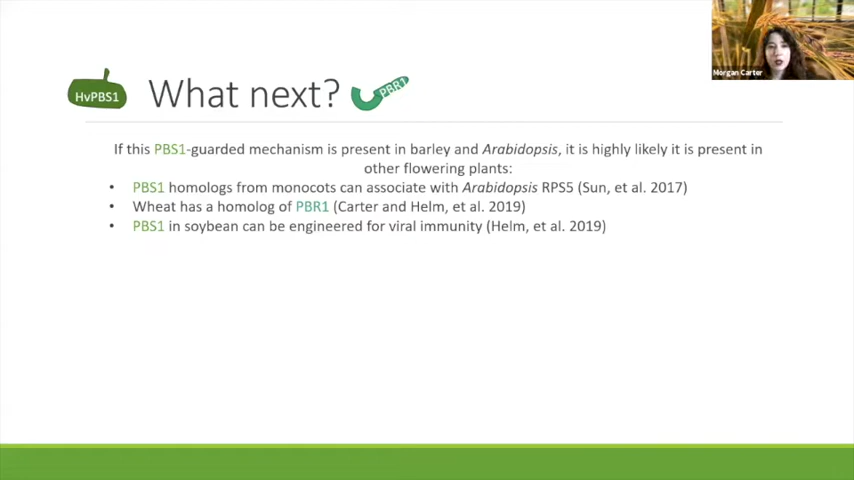 Morgan Carter
HvPBS1
What next?
PBR1
If this PBS1-guarded mechanism is present in barley and Arabidopsis, it is highly likely it is present in
other flowering plants:
• PBS1 homologs from monocots can associate with Arabidopsis RPS5 (Sun, et al. 2017)
• Wheat has a homolog of PBR1 (Carter and Helm, et al. 2019)
• PBS1 in soybean can be engineered for viral immunity (Helm, et al. 2019)